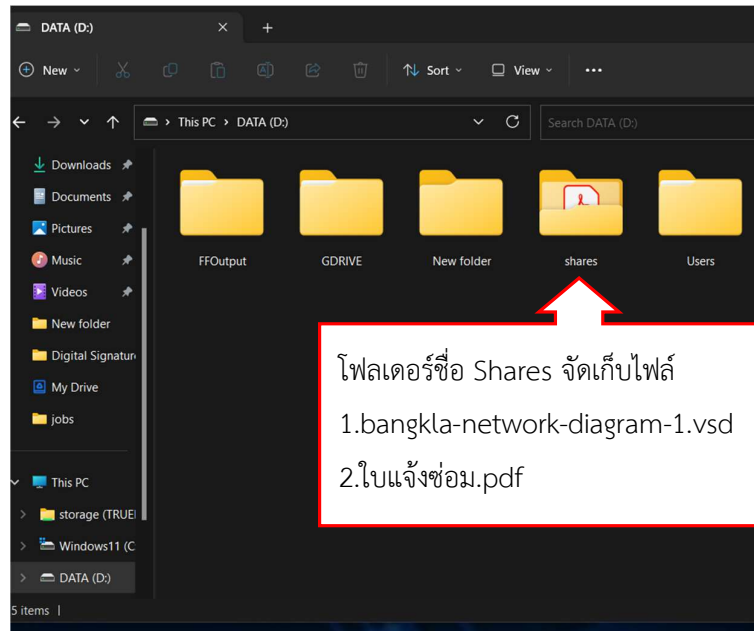 DATA (D:)
New
Sort
View
This PC > DATA (D:)
Search DATA (D:)
Downloads
Documents
Pictures
Music
Videos
New folder
Digital Signatur
My Drive
jobs
This PC
storage (TRUE
Windows11 (C
DATA (D:)
FFOutput
GDRIVE
New folder
shares
Users
โฟลเดอร์ชื่อ Shares จัดเก็บไฟล์
1.bangkla-network-diagram-1.vsd
2.ใบแจ้งซ่อม.pdf
5 items